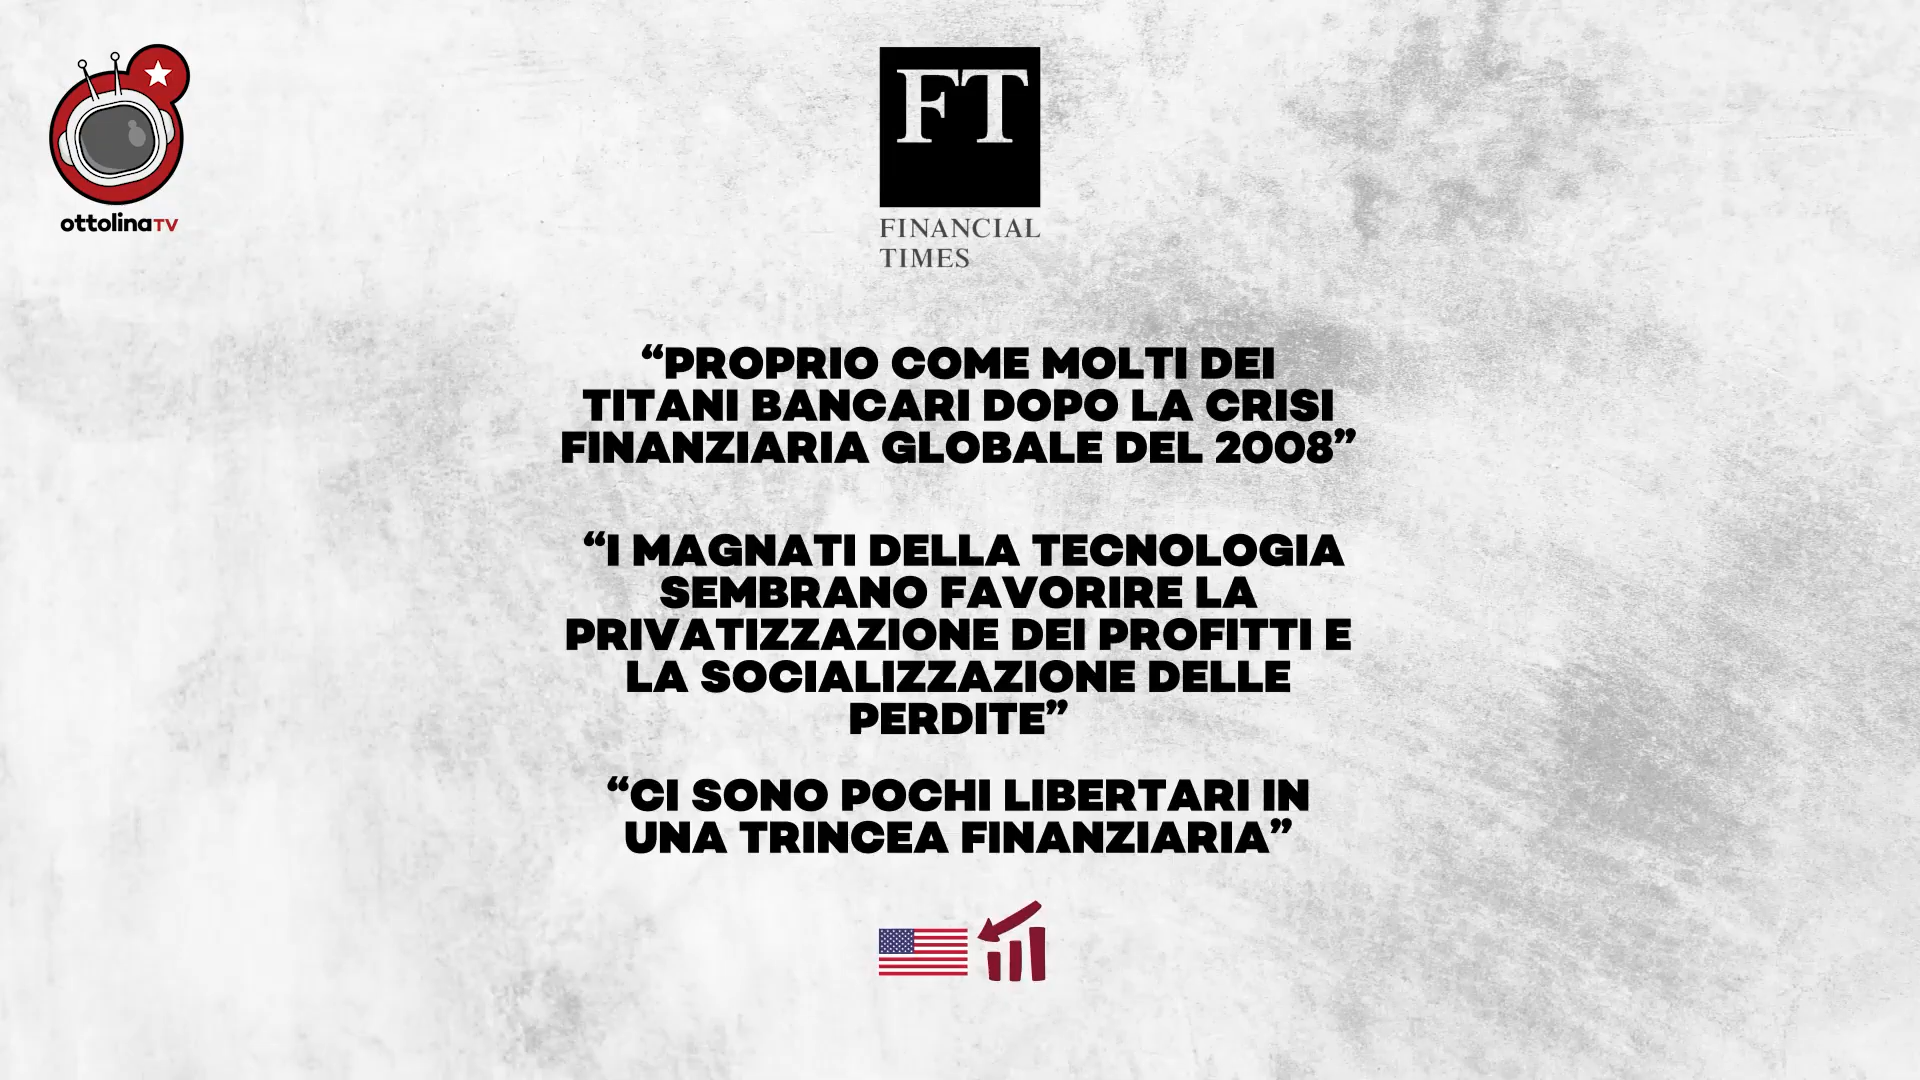 ottolinaTV
FT
FINANCIAL
TIMES
“PROPRIO COME MOLTI DEI
TITANI BANCARI DOPO LA CRISI
FINANZIARIA GLOBALE DEL 2008”
“I MAGNATI DELLA TECNOLOGIA
SEMBRANO FAVORIRE LA
PRIVATIZZAZIONE DEI PROFITTI E
LA SOCIALIZZAZIONE DELLE
PERDITE”
“CI SONO POCHI LIBERTARI IN
UNA TRINCEA FINANZIARIA”